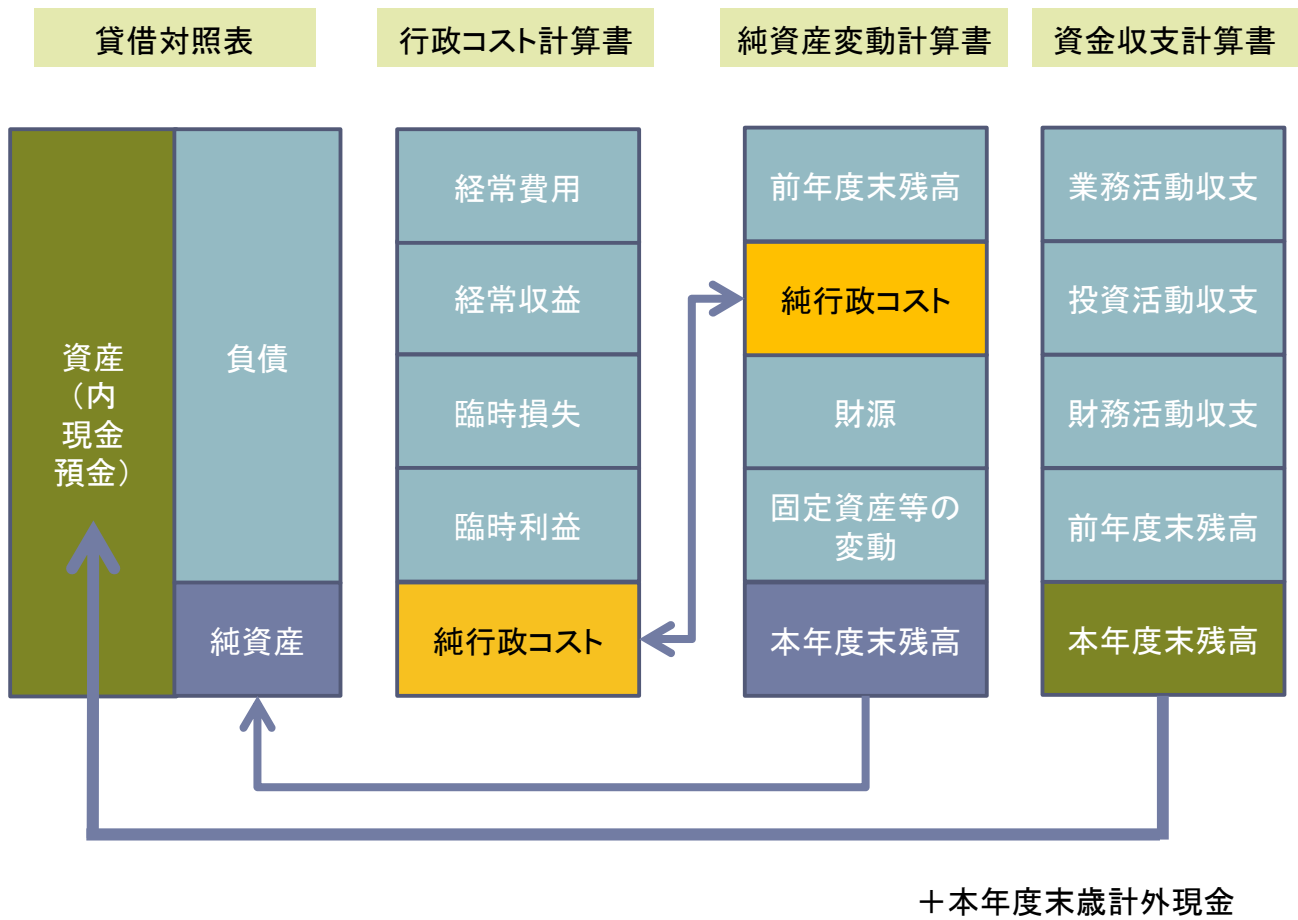 貸借対照表
行政コスト計算書
純資産変動計算書
資金収支計算書
資産
（内
現金
預金）
負債
純資産
経常費用
経常収益
臨時損失
臨時利益
純行政コスト
前年度末残高
純行政コスト
財源
固定資産等の
変動
本年度末残高
業務活動収支
投資活動収支
財務活動収支
前年度末残高
本年度末残高
＋本年度末歳計外現金